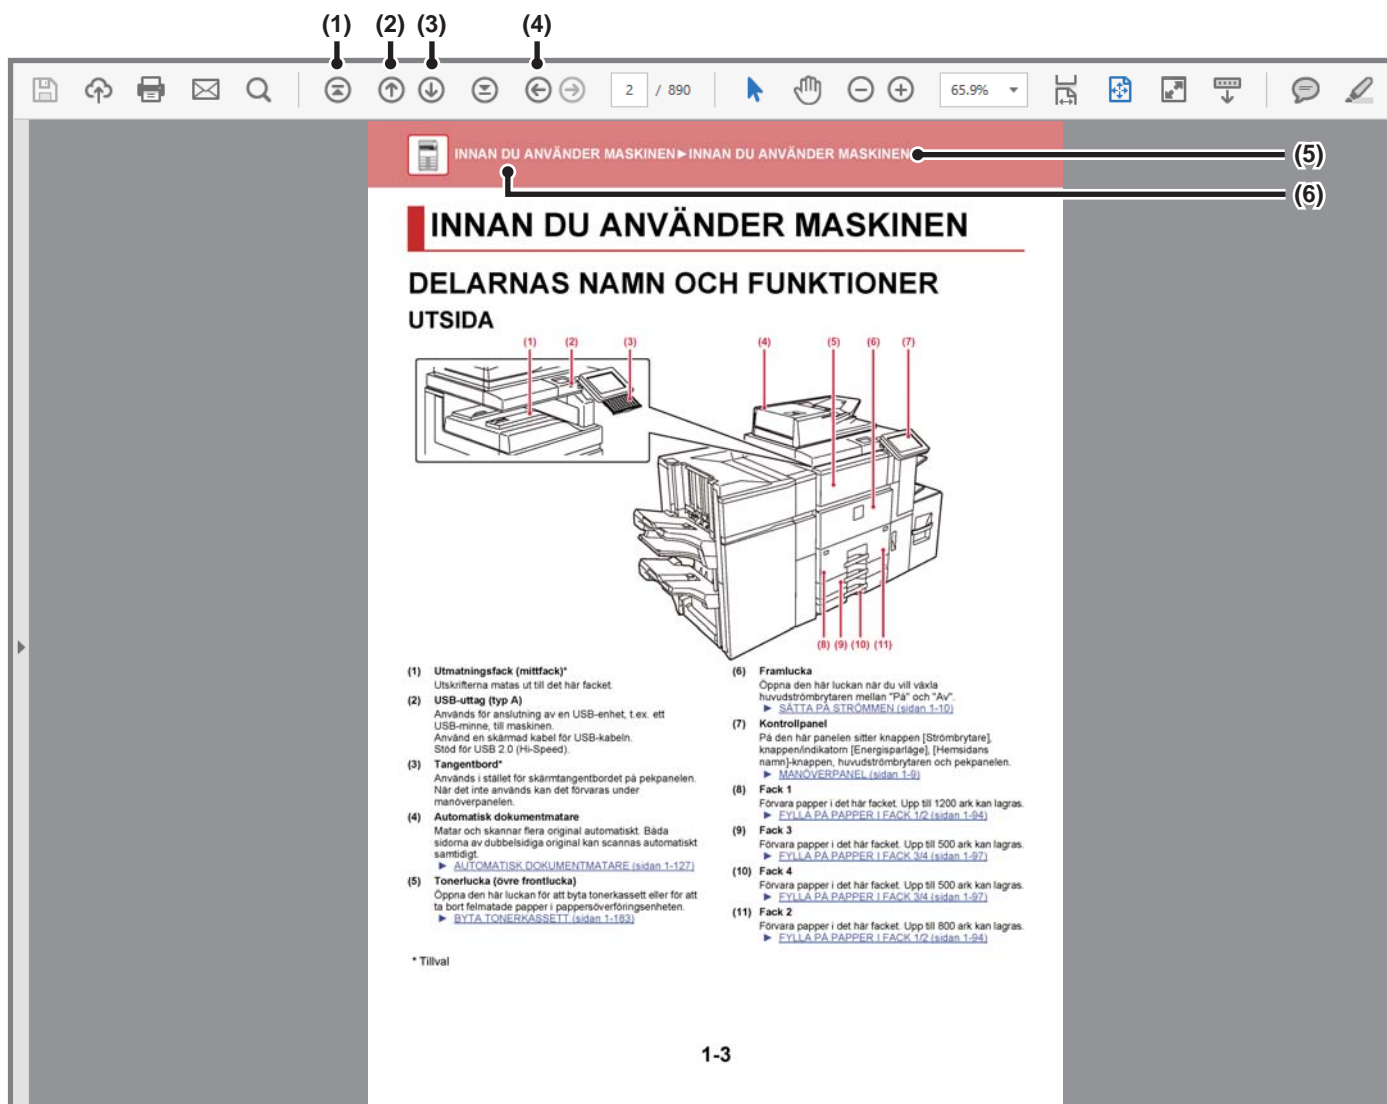 (1) (2) (3) (4)
2 / 890 65.9%
INNAN DU ANVÄNDER MASKINEN►INNAN DU ANVÄNDER MASKINEN
(5)
(6)
INNAN DU ANVÄNDER MASKINEN
DELARNAS NAMN OCH FUNKTIONER
UTSIDA
(1) (2) (3) (4) (5) (6) (7)
(8) (9) (10) (11)
(1) Utmatningsfack (mittfack)*
Utskrifterna matas ut till det här facket.
(2) USB-uttag (typ A)
Används för anslutning av en USB-enhet, t.ex. ett
USB-minne, till maskinen.
Använd en skärmad kabel för USB-kabeln.
Stöd för USB 2.0 (Hi-Speed).
(3) Tangentbord*
Används i stället för skärmtangentbordet på pekpanelen.
När det inte används kan det förvaras under
manöverpanelen.
(4) Automatisk dokumentmatare
Matar och skannar flera original automatiskt. Båda
sidorna av dubbelsidiga original kan scannas automatiskt
samtidigt.
► AUTOMATISK DOKUMENTMATARE (sidan 1-127)
(5) Tonerlucka (övre frontlucka)
Öppna den här luckan för att byta tonerkassett eller för att
ta bort felmatade papper i pappersöverföringsenheten.
► BYTA TONERKASSETT (sidan 1-183)
(6) Framlucka
Öppna den här luckan när du vill växla
huvudströmbrytaren mellan "På" och "Av".
► SÄTTA PÅ STRÖMMEN (sidan 1-10)
(7) Kontrollpanel
På den här panelen sitter knappen [Strömbrytare],
knappen/indikatorn [Energisparläge], [Hemsidans
namn]-knappen, huvudströmbrytaren och pekpanelen.
► MANÖVERPANEL (sidan 1-9)
(8) Fack 1
Förvara papper i det här facket. Upp till 1200 ark kan lagras.
► FYLLA PÅ PAPPER I FACK 1/2 (sidan 1-94)
(9) Fack 3
Förvara papper i det här facket. Upp till 500 ark kan lagras.
► FYLLA PÅ PAPPER I FACK 3/4 (sidan 1-97)
(10) Fack 4
Förvara papper i det här facket. Upp till 500 ark kan lagras.
► FYLLA PÅ PAPPER I FACK 3/4 (sidan 1-97)
(11) Fack 2
Förvara papper i det här facket. Upp till 800 ark kan lagras.
► FYLLA PÅ PAPPER I FACK 1/2 (sidan 1-94)
* Tillval
1-3